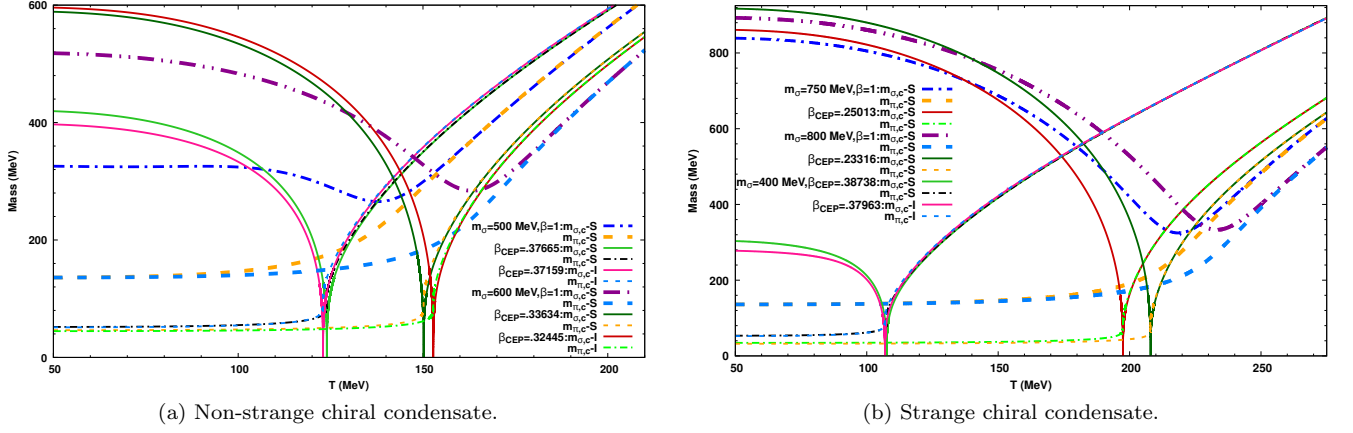 600
400
200
0
Mass (MeV)
50
100
150
200
T (MeV)
mσ=500 MeV,β=1:mσ,c-S
mπ,c-S
βCEP=.37665:mσ,c-S
mπ,c-S
βCEP=.37159:mσ,c-I
mπ,c-I
mσ=600 MeV,β=1:mσ,c-S
mπ,c-S
βCEP=.33634:mσ,c-S
mπ,c-S
βCEP=.32445:mσ,c-I
mπ,c-I
(a) Non-strange chiral condensate.
800
600
400
200
0
Mass (MeV)
50
100
150
200
250
T (MeV)
mσ=750 MeV,β=1:mσ,c-S
mπ,c-S
βCEP=.25013:mσ,c-S
mπ,c-S
mσ=800 MeV,β=1:mσ,c-S
mπ,c-S
βCEP=.23316:mσ,c-S
mπ,c-S
mσ=400 MeV,βCEP=.38738:mσ,c-S
mπ,c-S
βCEP=.37963:mσ,c-I
mπ,c-I
(b) Strange chiral condensate.